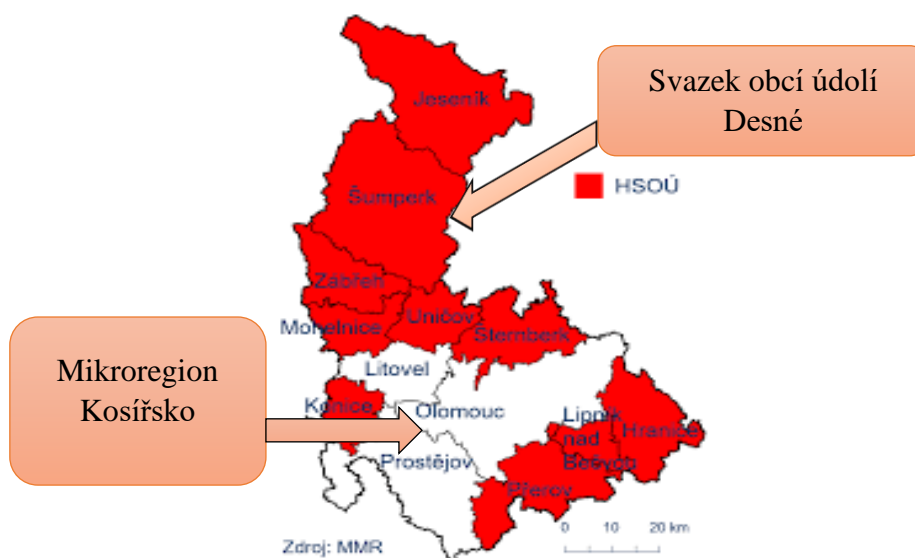 Jeseník
Svazek obcí údolí
Desné
HSOÚ
Šumperk
Zábřeh
Uničov
Mohelnice
Šternberk
Mikroregion
Kosířsko
Litovel
Konice
Olomouc
Lipník
nad
Bečvou
Hranice
Prostějov
Přerov
0 10 20 km
Zdroj: MMR